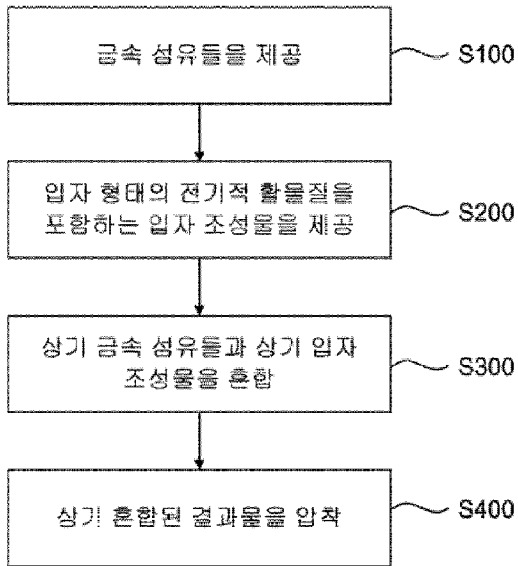 금속 섬유들을 제공
S100
입자 형태의 전기적 활물질을
포함하는 입자 조성물을 제공
S200
상기 금속 섬유들과 상기 입자
조성물을 혼합
S300
상기 혼합된 결과물을 압착
S400